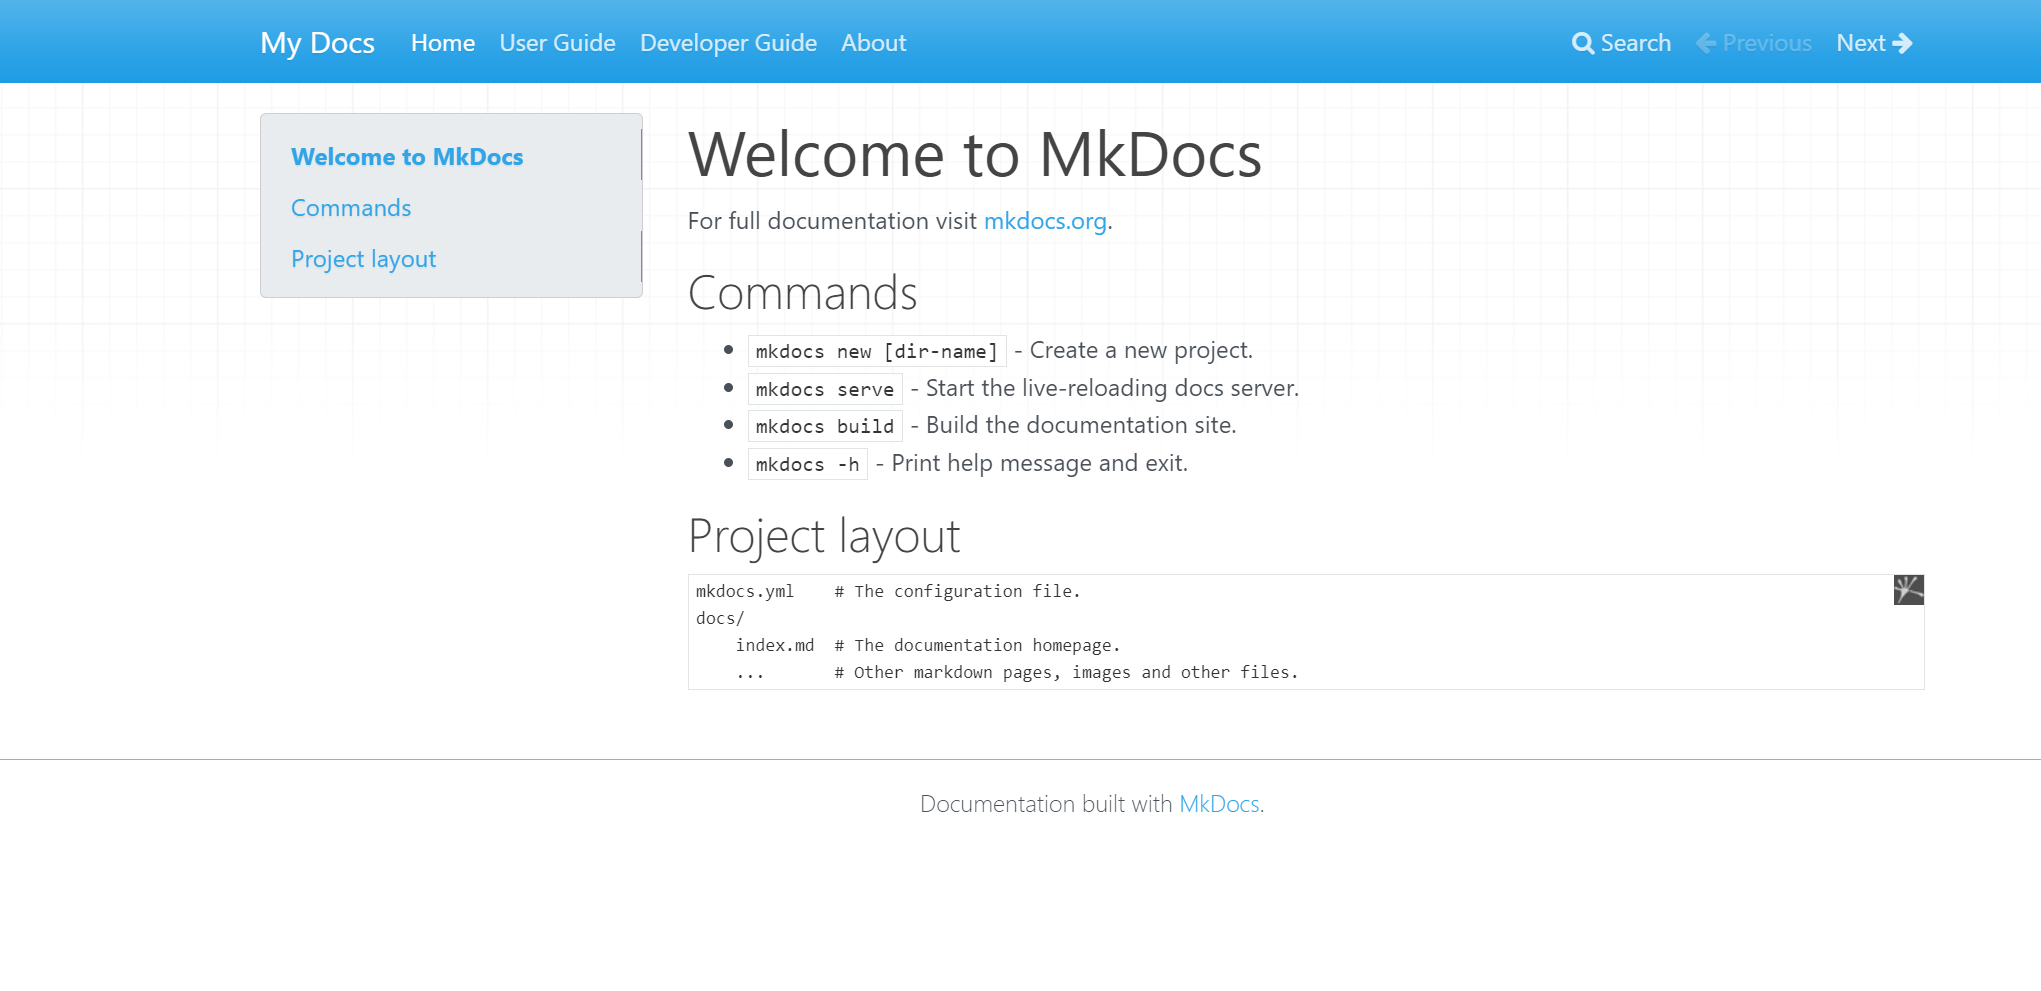 My Docs Home User Guide Developer Guide About Search Previous Next
Welcome to MkDocs
Commands
Project layout
Welcome to MkDocs
For full documentation visit mkdocs.org.
Commands
mkdocs new [dir-name] - Create a new project.
mkdocs serve - Start the live-reloading docs server.
mkdocs build - Build the documentation site.
mkdocs -h - Print help message and exit.
Project layout
mkdocs.yml    # The configuration file.
docs/
    index.md  # The documentation homepage.
    ...       # Other markdown pages, images and other files.
Documentation built with MkDocs.